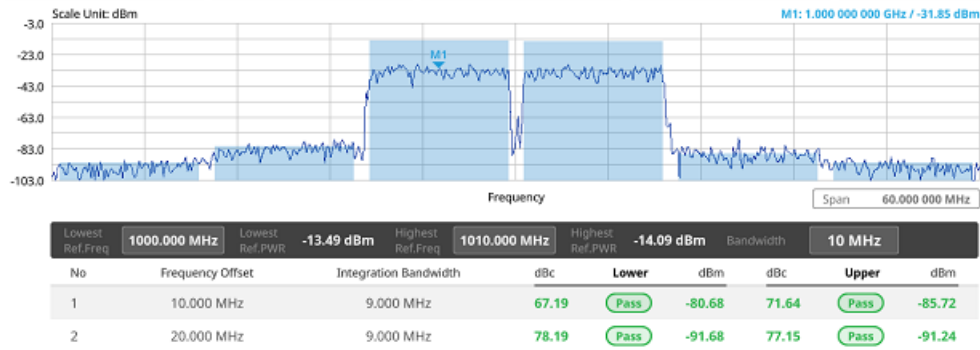 Scale Unit: dBm M1: 1.000 000 000 GHz / -31.85 dBm
-3.0
-23.0
M1
-43.0
-63.0
-83.0
-103.0
Frequency
Span 60.000 000 MHz
Lowest Ref.Freq 1000.000 MHz Lowest Ref.PWR -13.49 dBm Highest Ref.Freq 1010.000 MHz Highest Ref.PWR -14.09 dBm Bandwidth 10 MHz
No Frequency Offset Integration Bandwidth dBc Lower dBm dBc Upper dBm
1 10.000 MHz 9.000 MHz 67.19 Pass -80.68 71.64 Pass -85.72
2 20.000 MHz 9.000 MHz 78.19 Pass -91.68 77.15 Pass -91.24